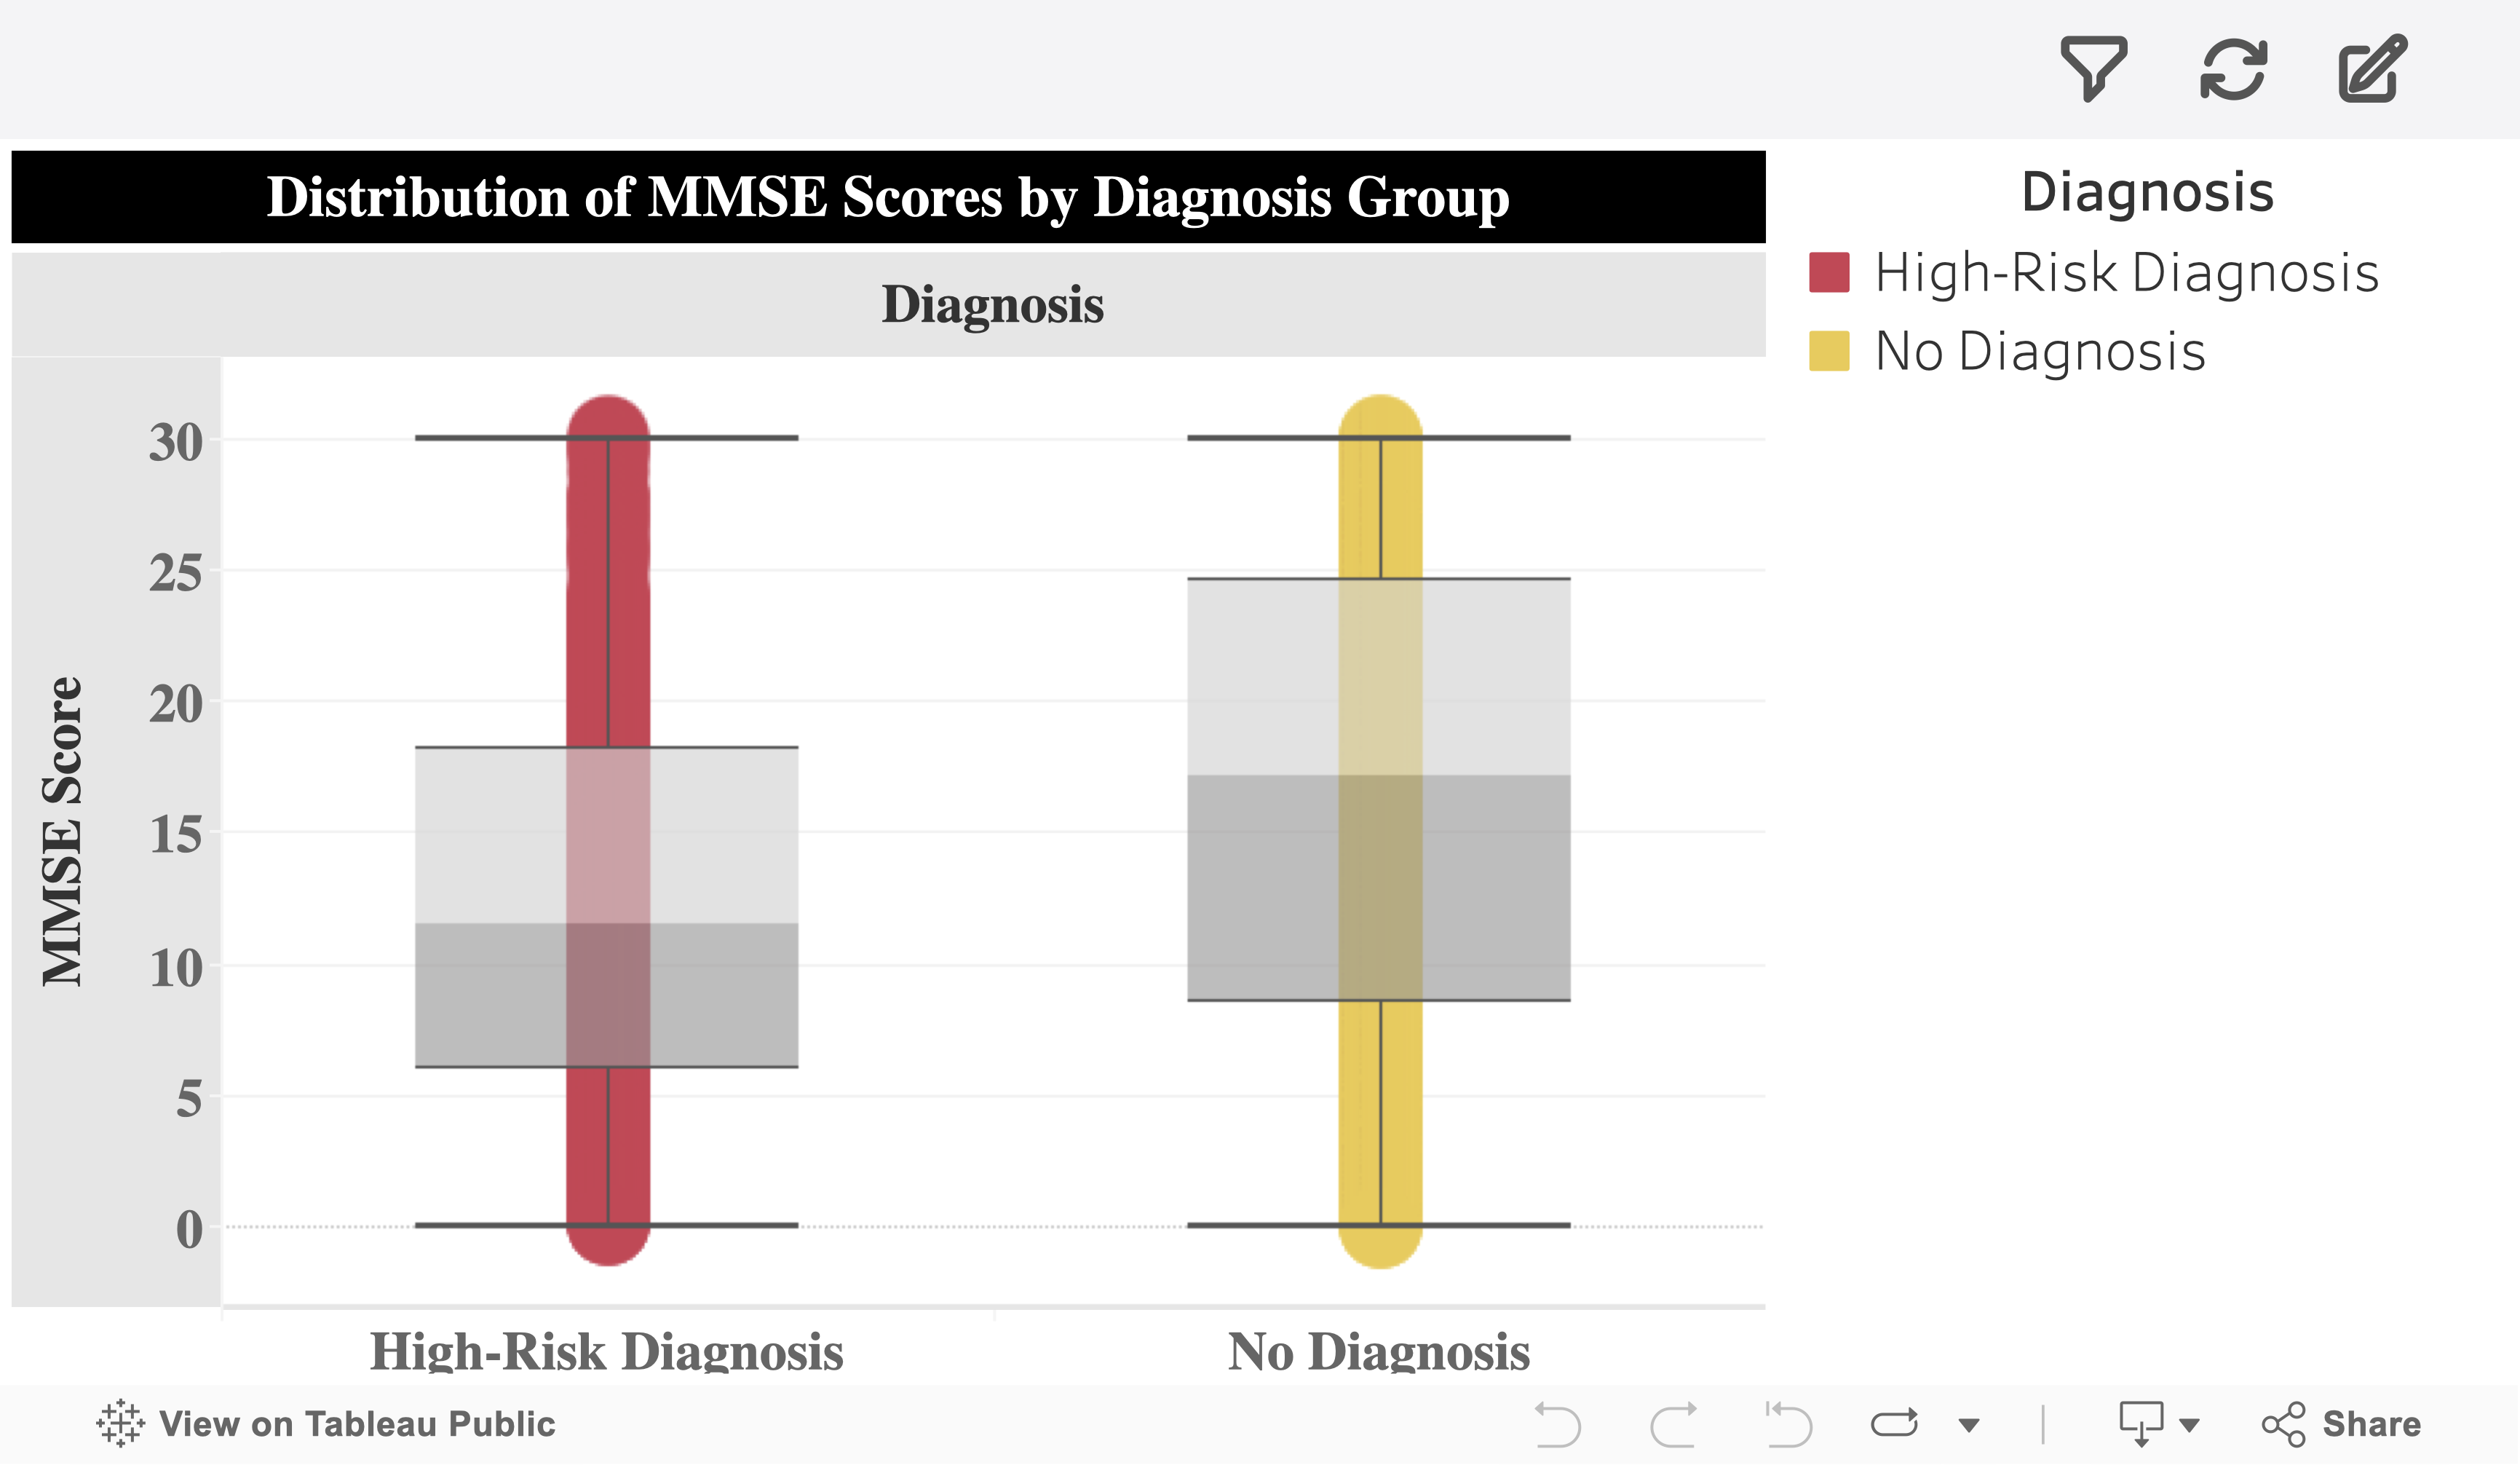 Distribution of MMSE Scores by Diagnosis Group
Diagnosis
High-Risk Diagnosis
No Diagnosis
Diagnosis
MMSE Score
30
25
20
15
10
5
0
High-Risk Diagnosis
No Diagnosis
View on Tableau Public
Share